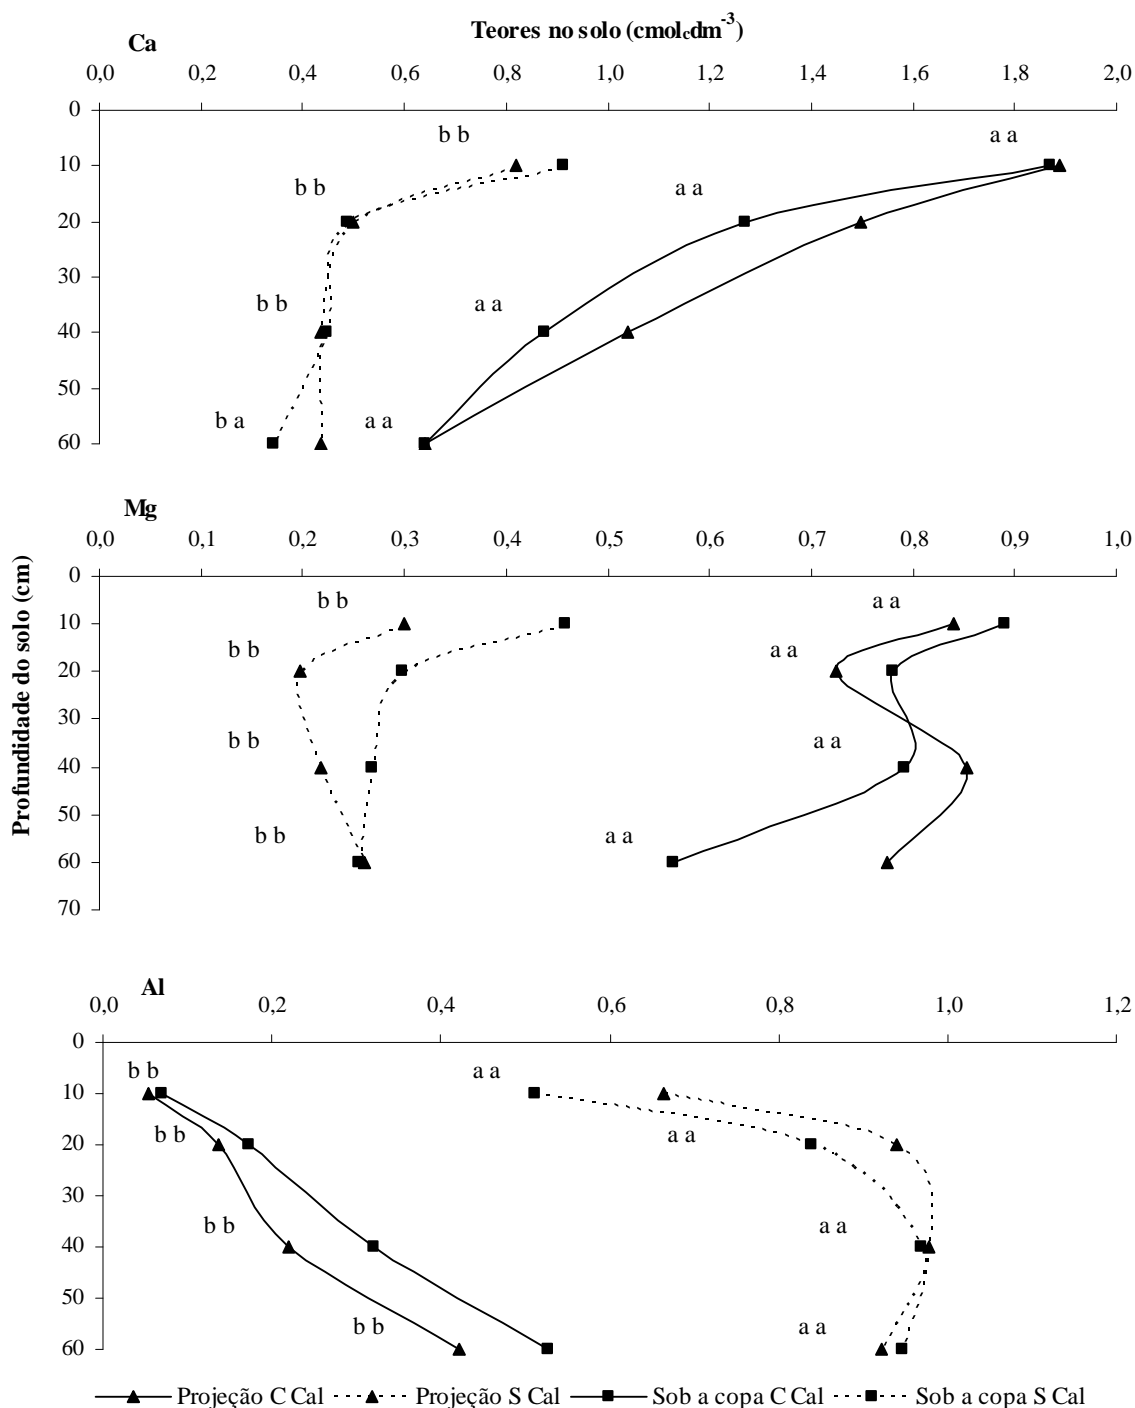 Teores no solo (cmolcdm-3)
Ca
0,0 0,2 0,4 0,6 0,8 1,0 1,2 1,4 1,6 1,8 2,0
0
b b a a
10
b b a a
20
30
b b a a
40
50
b a a a
60
Mg
0,0 0,1 0,2 0,3 0,4 0,5 0,6 0,7 0,8 0,9 1,0
Profundidade do solo (cm)
0
b b a a
10
b b a a
20
30
b b a a
40
50
b b a a
60
70
Al
0,0 0,2 0,4 0,6 0,8 1,0 1,2
0
b b a a
10
b b a a
20
30
b b a a
40
50
b b a a
60
Projeção C Cal Projeção S Cal Sob a copa C Cal Sob a copa S Cal